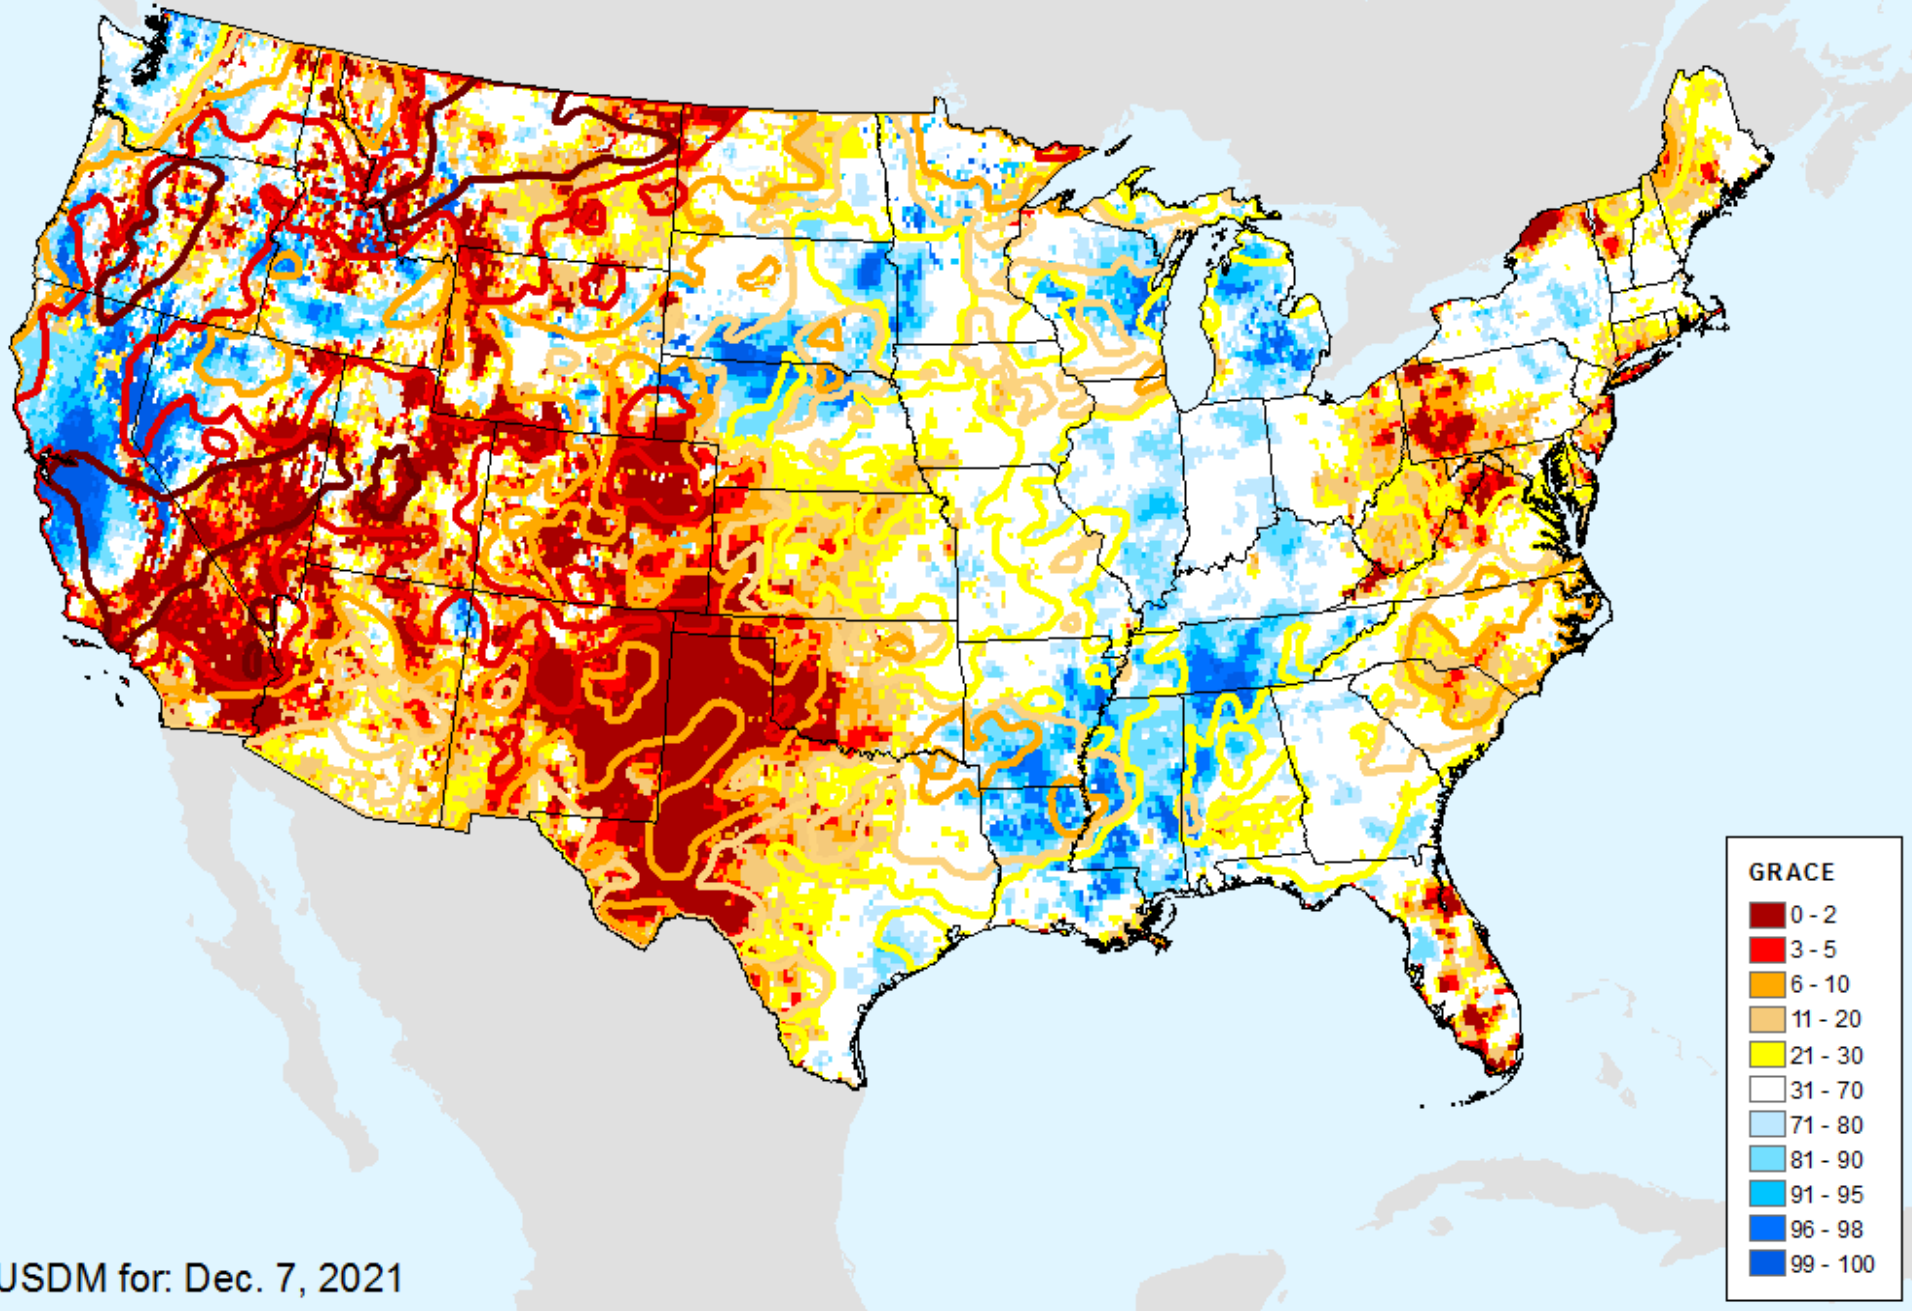 GRACE
0 - 2
3 - 5
6 - 10
11 - 20
21 - 30
31 - 70
71 - 80
81 - 90
91 - 95
96 - 98
99 - 100
USDM for: Dec. 7, 2021